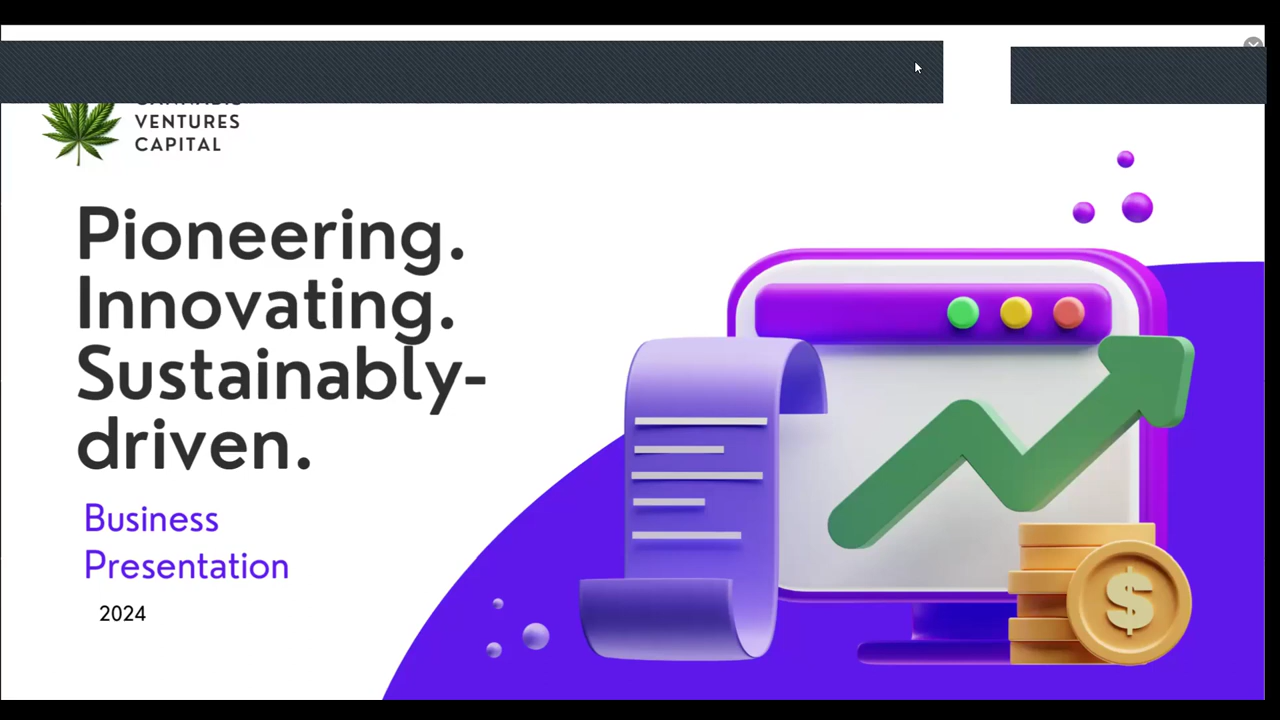 VENTURES
CAPITAL
Pioneering.
Innovating.
Sustainably-
driven.
Business
Presentation
2024
$